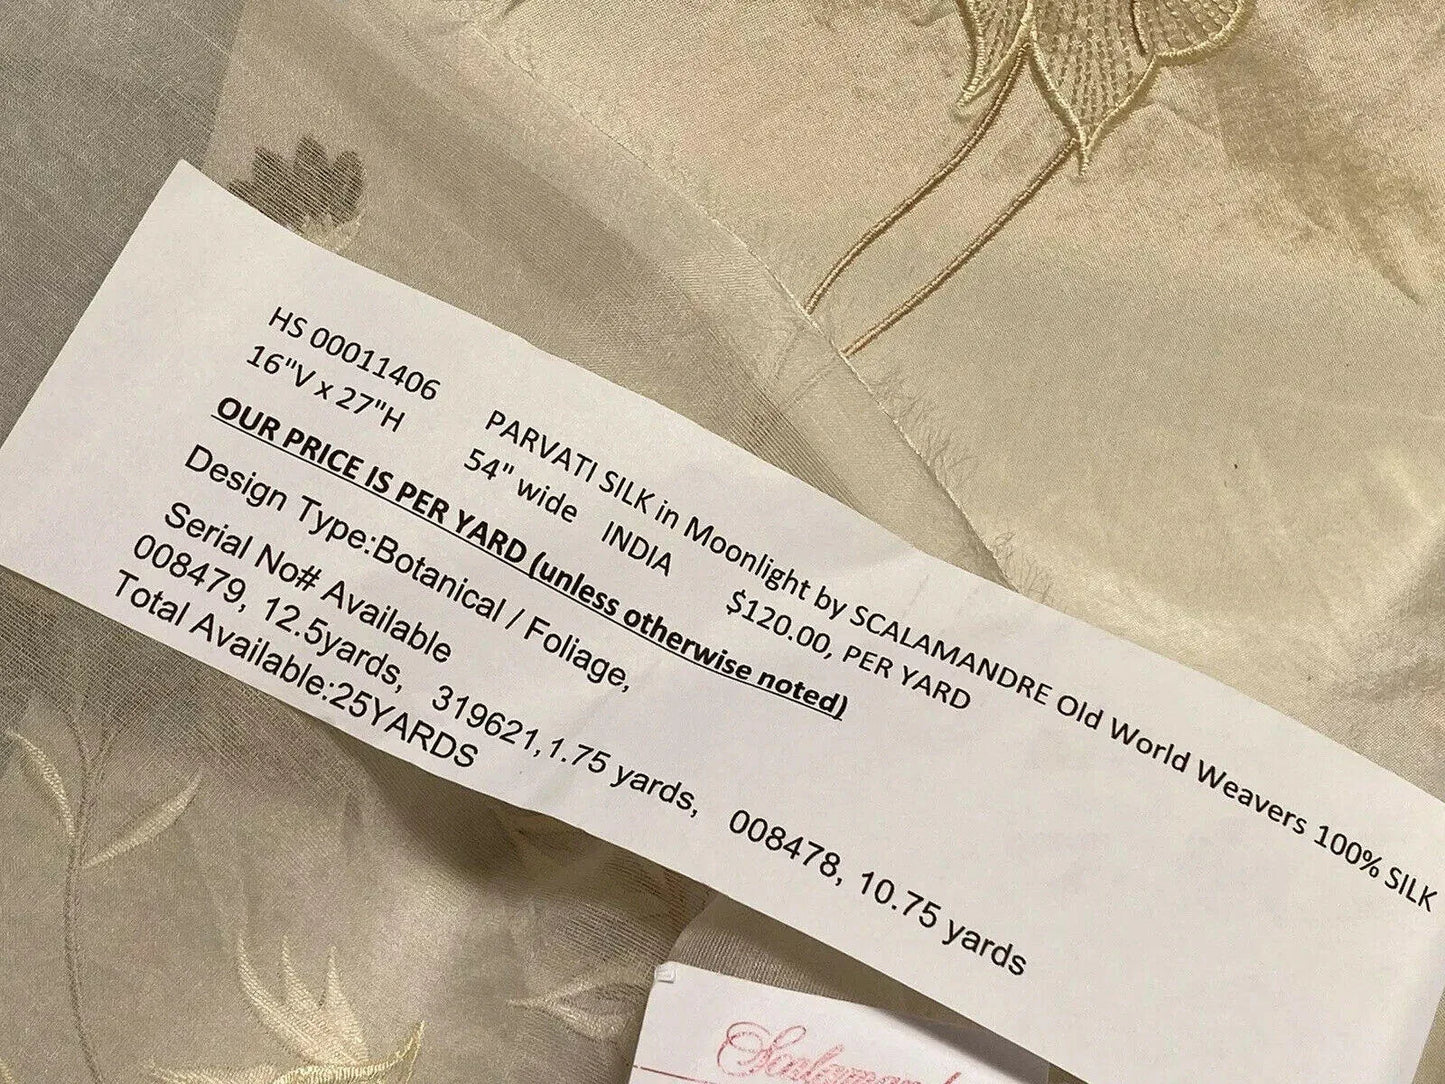 HS 00011406 PARVATI SILK in Moonlight by SCALAMANDRE Old World Weavers 100% SILK
16"V x 27"H 54" wide INDIA $120.00, PER YARD
OUR PRICE IS PER YARD (unless otherwise noted)
Design Type:Botanical / Foliage,
Serial No# Available
008479, 12.5yards, 319621,1.75 yards, 008478, 10.75 yards
Total Available:25YARDS